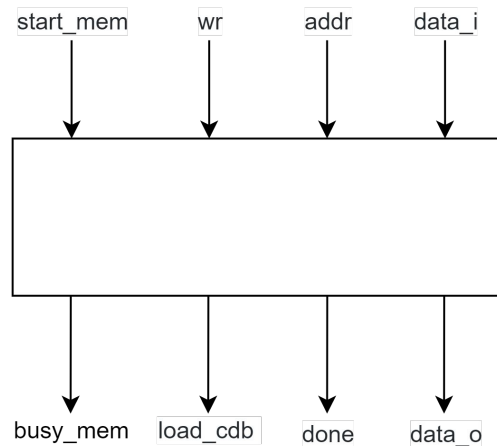 start_mem wr addr data_i
busy_mem load_cdb done data_o